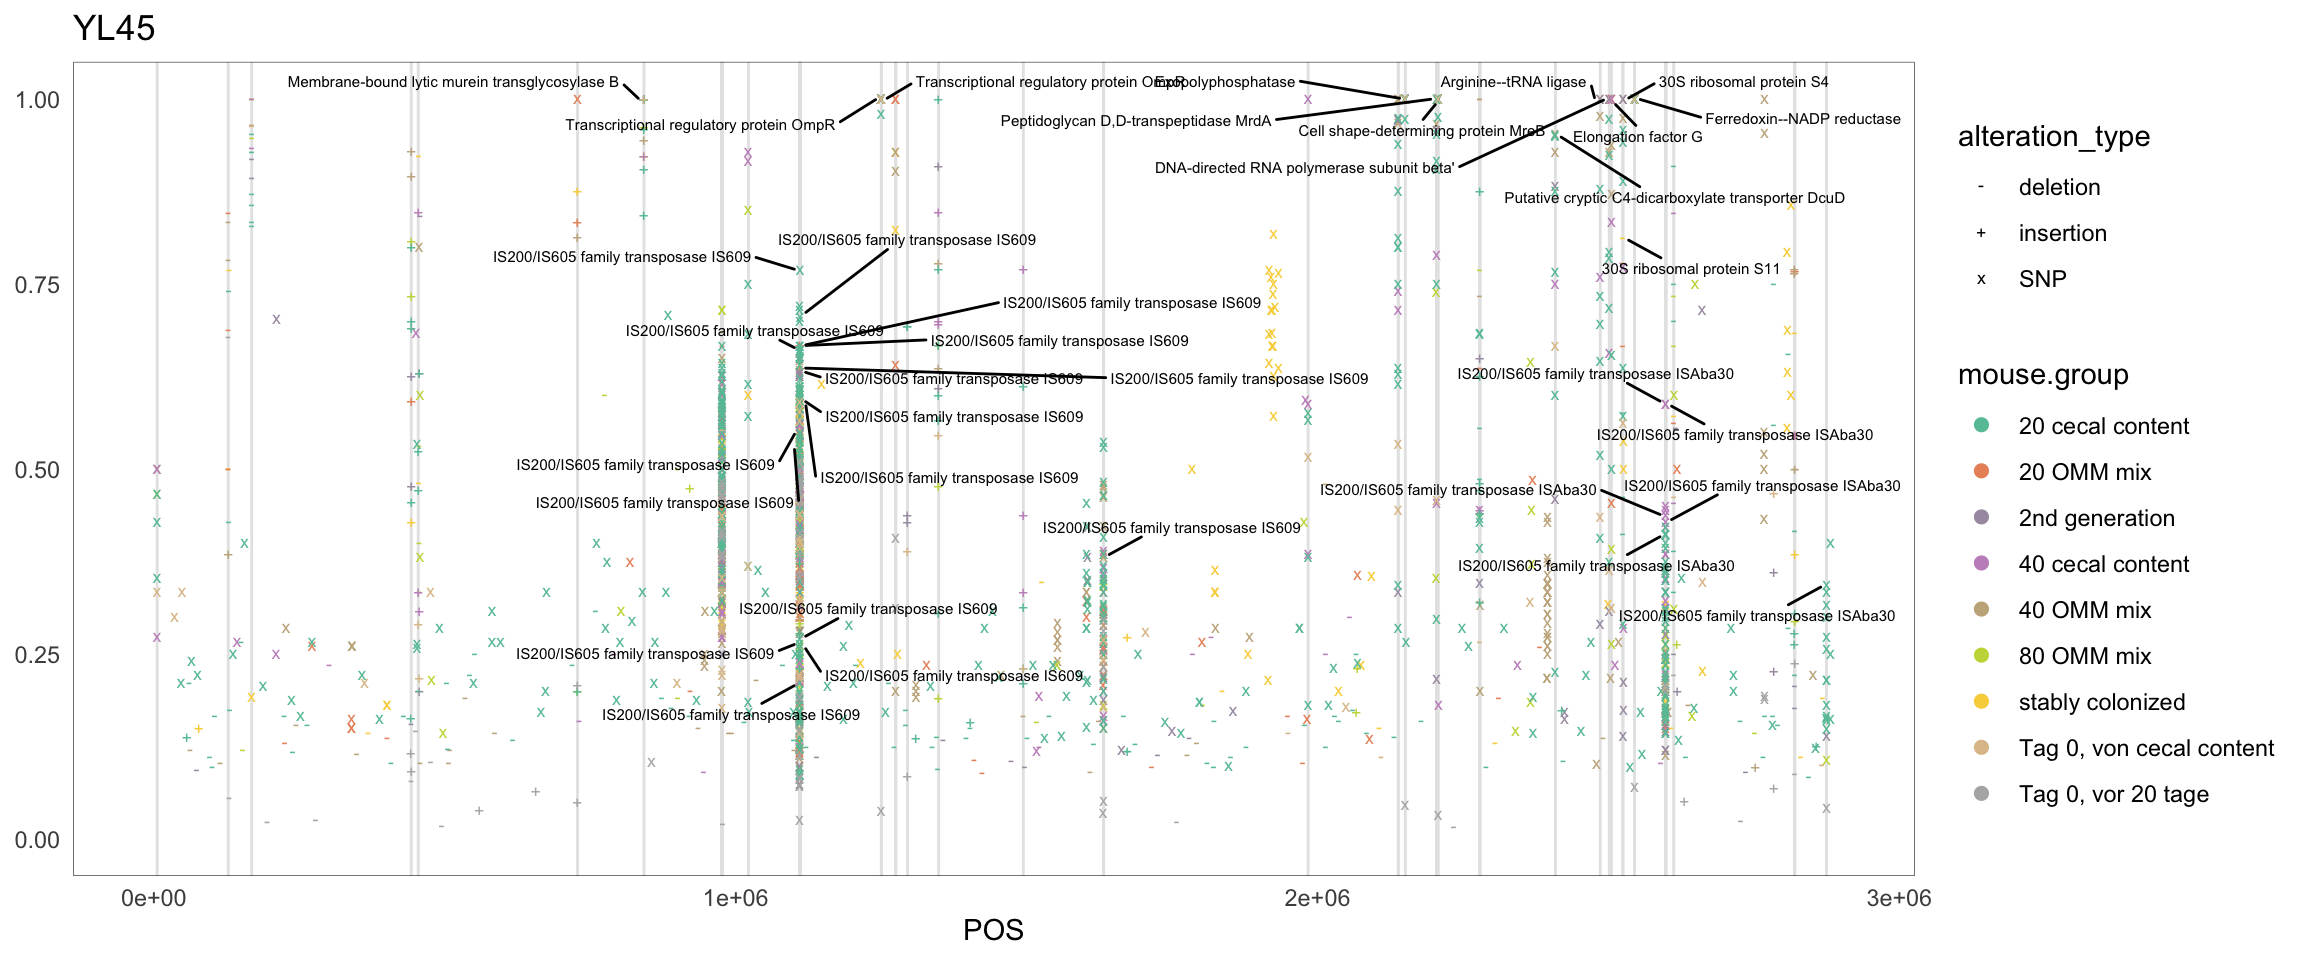 YL45
Membrane-bound lytic murein transglycosylase B
Transcriptional regulatory protein OmpR
Exopolyphosphatase
Arginine--tRNA ligase
30S ribosomal protein S4
1.00
Transcriptional regulatory protein OmpR
Peptidoglycan D,D-transpeptidase MrdA
Cell shape-determining protein MreB
Elongation factor G
Ferredoxin--NADP reductase
DNA-directed RNA polymerase subunit beta'
Putative cryptic C4-dicarboxylate transporter DcuD
IS200/IS605 family transposase IS609
IS200/IS605 family transposase IS609
30S ribosomal protein S11
0.75
IS200/IS605 family transposase IS609
IS200/IS605 family transposase IS609
IS200/IS605 family transposase IS609
IS200/IS605 family transposase IS609
IS200/IS605 family transposase IS609
IS200/IS605 family transposase ISAba30
IS200/IS605 family transposase IS609
IS200/IS605 family transposase ISAba30
0.50
IS200/IS605 family transposase IS609
IS200/IS605 family transposase IS609
IS200/IS605 family transposase ISAba30
IS200/IS605 family transposase ISAba30
IS200/IS605 family transposase IS609
IS200/IS605 family transposase IS609
IS200/IS605 family transposase ISAba30
IS200/IS605 family transposase IS609
IS200/IS605 family transposase ISAba30
0.25
IS200/IS605 family transposase IS609
IS200/IS605 family transposase IS609
IS200/IS605 family transposase IS609
0.00
0e+00
1e+06
2e+06
3e+06
POS
alteration_type
- deletion
+ insertion
x SNP
mouse.group
20 cecal content
20 OMM mix
2nd generation
40 cecal content
40 OMM mix
80 OMM mix
stably colonized
Tag 0, von cecal content
Tag 0, vor 20 tage